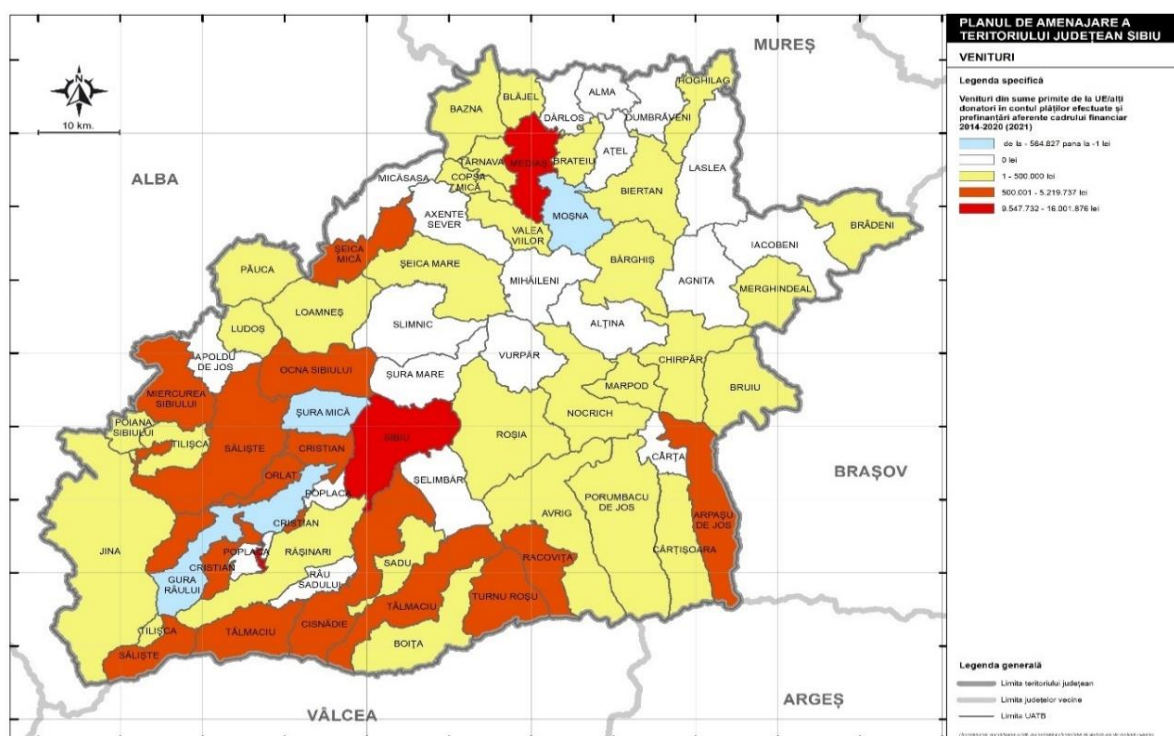 PLANUL DE AMENAJARE A
TERITORIULUI JUDEȚEAN SIBIU
VENITURI
Legenda specifică
Venituri din sume primite de la UE/alți
donatori în contul plăților efectuate și
prefinanțări aferente cadrului financiar
2014-2020 (2021)
de la - 564.827 pana la -1 lei
0 lei
1 - 500.000 lei
500.001 - 5.219.737 lei
9.547.732 - 16.001.876 lei
N
10 km.
MUREȘ
ALBA
BRAȘOV
ARGEȘ
VÂLCEA
HOGHILAG
BAZNA
BLĂJEL
ALMA
DÂRLOS
DUMBRĂVENI
TÂRNAVA
MEDIAȘ
BRATEIU
AȚEL
LASLEA
MICĂSASA
COPȘA
MICĂ
BIERTAN
AXENTE
SEVER
VALEA
VIILOR
MOȘNA
BRĂDENI
ȘEICA
MICĂ
IACOBENI
PĂUCA
ȘEICA MARE
BÂRGHIȘ
MIHĂILENI
AGNITA
MERGHINDEAL
LOAMNEȘ
LUDOȘ
SLIMNIC
ALȚINA
APOLDU
DE JOS
VURPĂR
CHIRPĂR
OCNA SIBIULUI
ȘURA MARE
MARPOD
BRUIU
MIERCUREA
SIBIULUI
ȘURA MICĂ
NOCRICH
POIANA
SIBIULUI
TILIȘCA
SĂLIȘTE
CRISTIAN
SIBIU
ROȘIA
CÂRȚA
ORLAT
POPLACA
SELIMBĂR
PORUMBACU
DE JOS
AVRIG
ARPAȘU
DE JOS
CRISTIAN
JINA
POPLACA
RĂȘINARI
CÂRȚIȘOARA
RACOVIȚA
CRISTIAN
SADU
GURA
RÂULUI
RÂU
SADULUI
TURNU ROȘU
TĂLMACIU
TILIȘCA
TĂLMACIU
CISNĂDIE
BOIȚA
SĂLIȘTE
Legenda generală
Limita teritoriului județean
Limita județelor vecine
Limita UATB